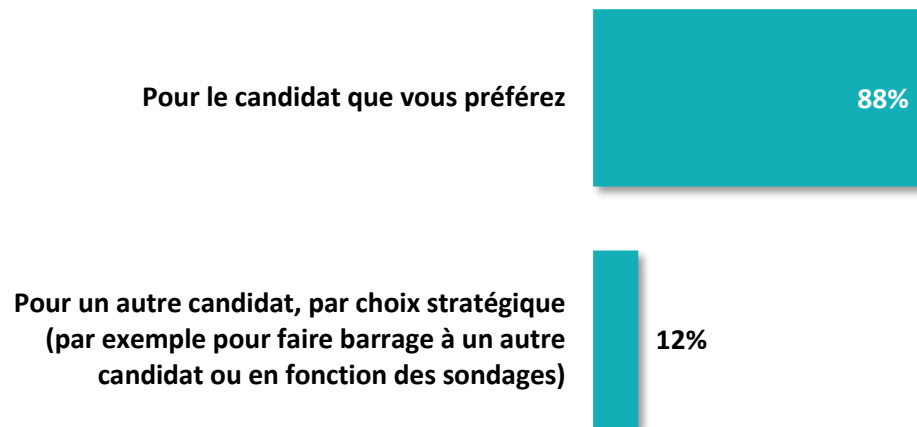 Pour le candidat que vous préférez
88%
Pour un autre candidat, par choix stratégique
(par exemple pour faire barrage à un autre
candidat ou en fonction des sondages)
12%